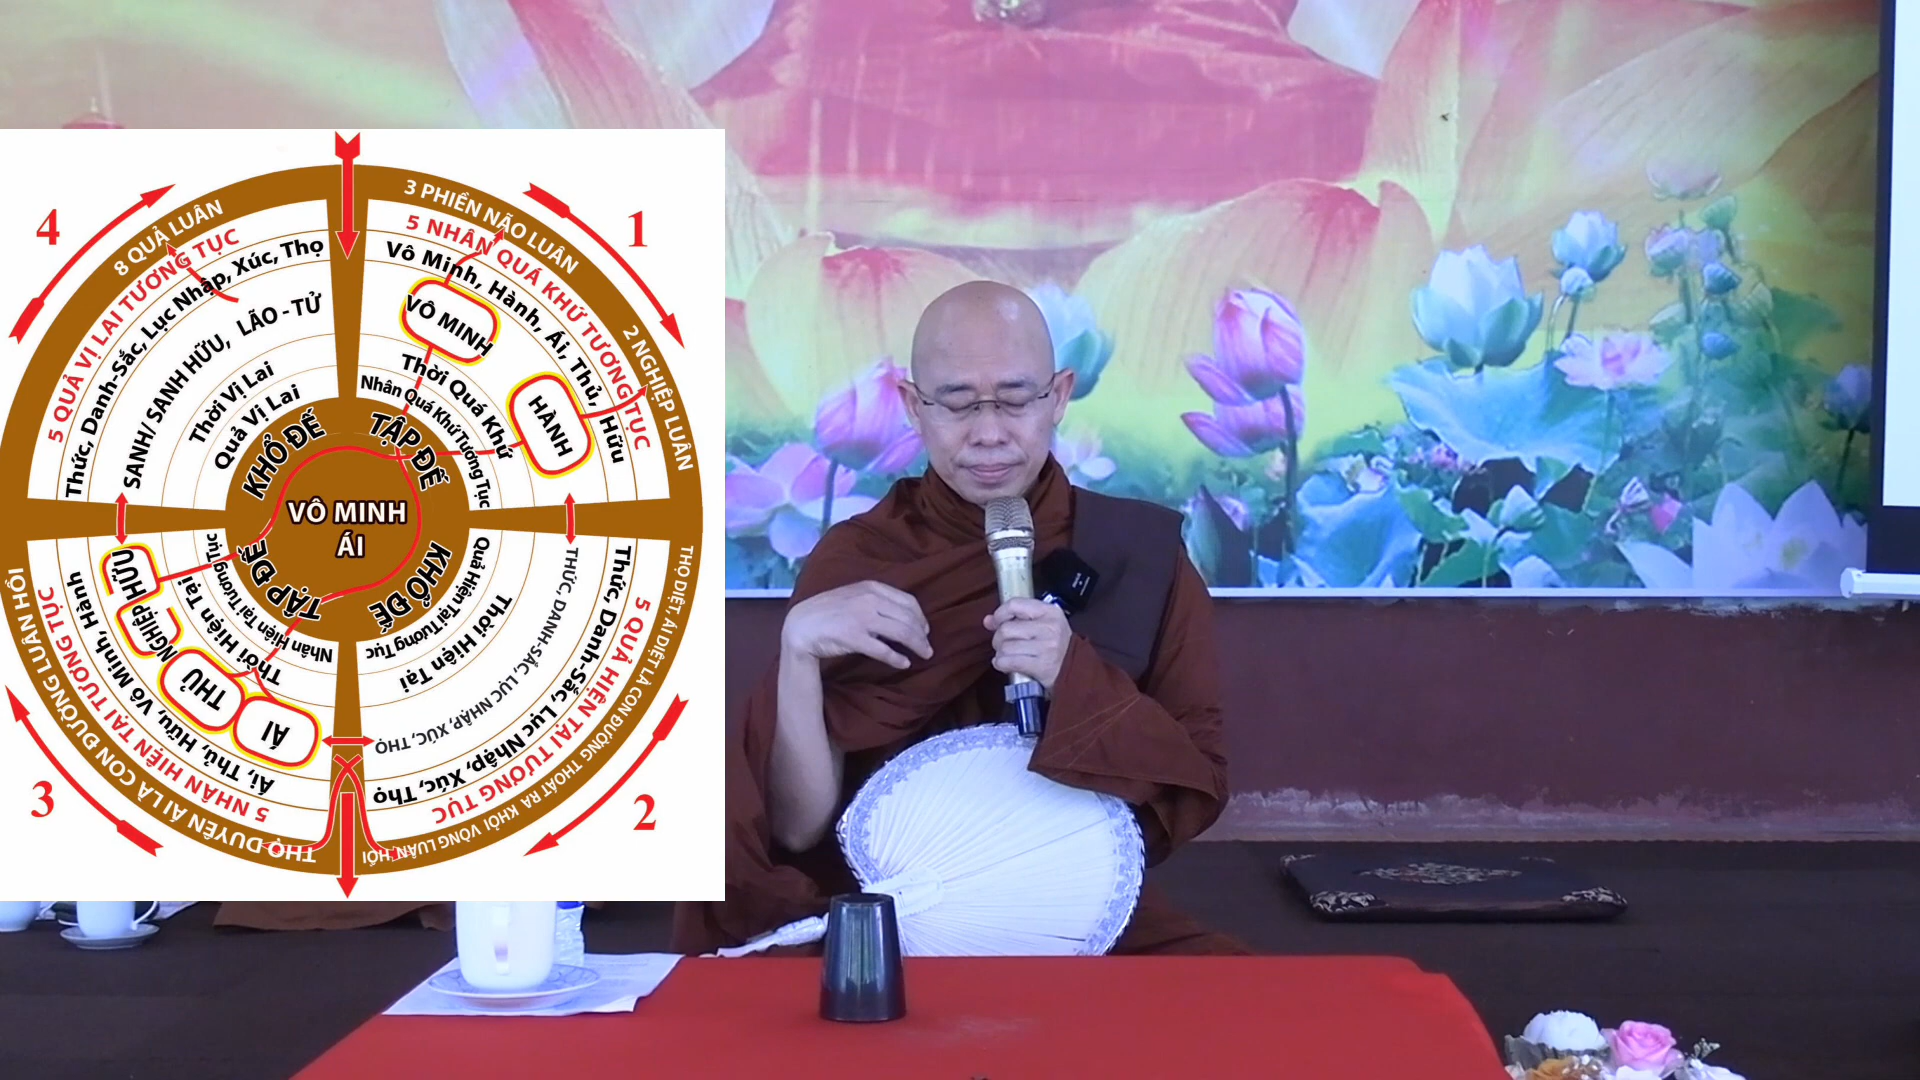 4
1
3
2
8 QUẢ LUÂN
5 QUẢ VỊ LAI TƯƠNG TỤC
Thức, Danh-Sắc, Lục Nhập, Xúc, Thọ
SANH/ SANH HỮU, LÃO - TỬ
Thời Vị Lai
Quả Vị Lai
KHỔ ĐẾ
3 PHIỀN NÃO LUÂN
2 NGHIỆP LUÂN
5 NHÂN QUÁ KHỨ TƯƠNG TỤC
Vô Minh, Hành, Ái, Thủ, Hữu
VÔ MINH
HÀNH
Thời Quá Khứ
Nhân Quá Khứ Tương Tục
TẬP ĐẾ
VÔ MINH
ÁI
THỌ DIỆT, ÁI DIỆT LÀ CON ĐƯỜNG THOÁT RA KHỎI VÒNG LUÂN HỒI
5 QUẢ HIỆN TẠI TƯƠNG TỤC
Thức, Danh-Sắc, Lục Nhập, Xúc, Thọ
THỨC, DANH-SẮC, LỤC NHẬP, XÚC, THỌ
Thời Hiện Tại
Quả Hiện Tại Tương Tục
KHỔ ĐẾ
THỌ DUYÊN ÁI LÀ CON ĐƯỜNG LUÂN HỒI
5 NHÂN HIỆN TẠI TƯƠNG TỤC
Ái, Thủ, Hữu, Vô Minh, Hành
ÁI
THỦ
NGHIỆP HỮU
Thời Hiện Tại
Nhân Hiện Tại Tương Tục
TẬP ĐẾ